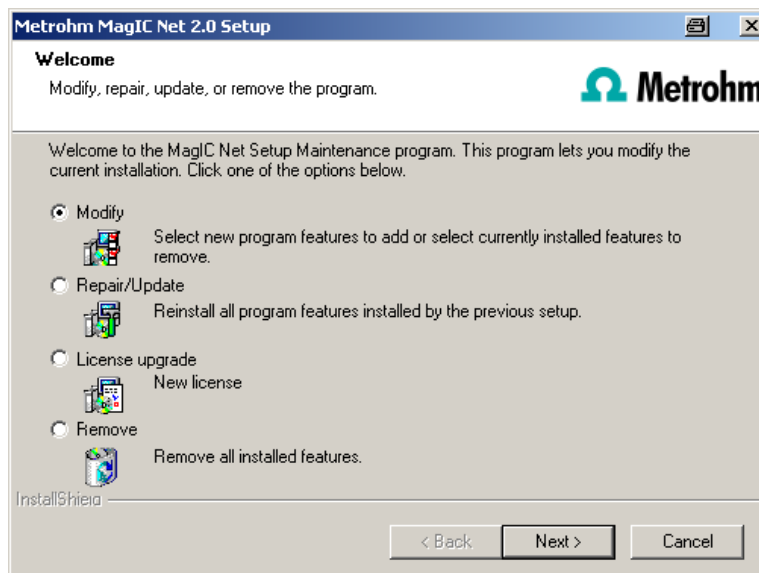 Metrohm MagIC Net 2.0 Setup
Welcome
Modify, repair, update, or remove the program.
Metrohm
Welcome to the MagIC Net Setup Maintenance program. This program lets you modify the
current installation. Click one of the options below.
Modify
Select new program features to add or select currently installed features to
remove.
Repair/Update
Reinstall all program features installed by the previous setup.
License upgrade
New license
Remove
Remove all installed features.
InstallShield
< Back
Next >
Cancel